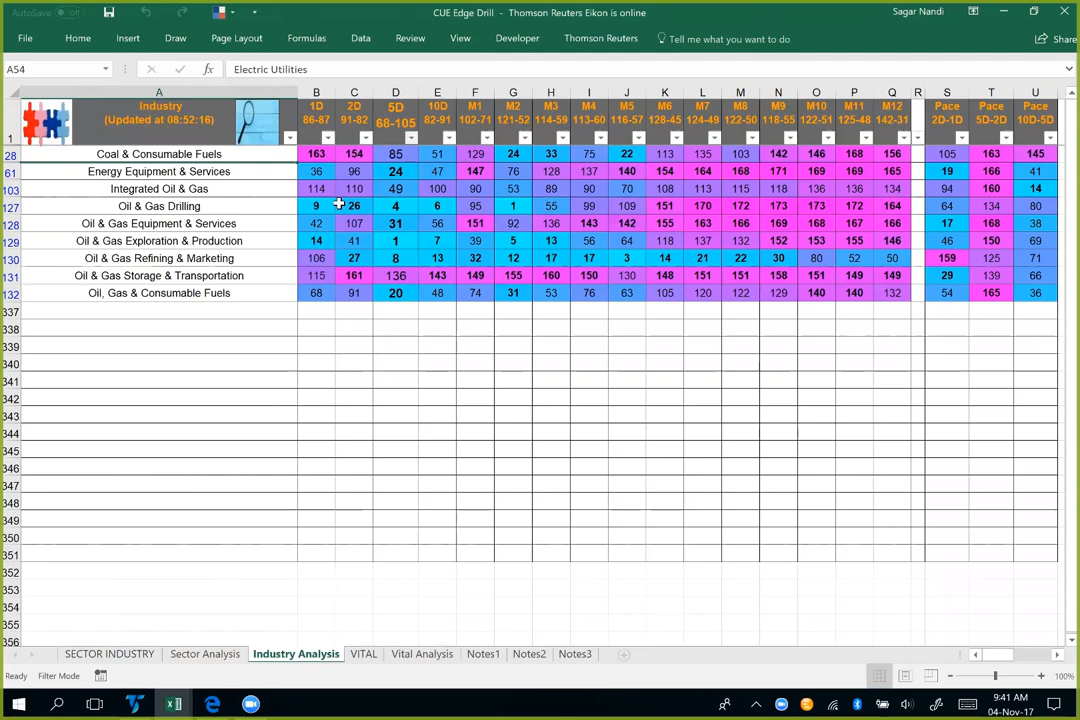 AutoSave Off
CUE Edge Drill - Thomson Reuters Eikon is online
Sagar Nandi
File Home Insert Draw Page Layout Formulas Data Review View Developer Thomson Reuters Tell me what you want to do Share
A54 fx Electric Utilities
A B C D E F G H I J K L M N O P Q R S T U
Industry 1D 2D 5D 10D M1 M2 M3 M4 M5 M6 M7 M8 M9 M10 M11 M12 Pace Pace Pace
(Updated at 08:52:16) 86-87 91-82 68-105 82-91 102-71 121-52 114-59 113-60 116-57 128-45 124-49 122-50 118-55 122-51 125-48 142-31 2D-1D 5D-2D 10D-5D
1
28 Coal & Consumable Fuels 163 154 85 51 129 24 33 75 22 113 135 103 142 146 168 156 105 163 145
61 Energy Equipment & Services 36 96 24 47 147 76 128 137 140 154 164 168 171 169 169 165 19 166 41
103 Integrated Oil & Gas 114 110 49 100 90 53 89 90 70 108 113 115 118 136 136 134 94 160 14
127 Oil & Gas Drilling 9 26 4 6 95 1 55 99 109 151 170 172 173 173 172 164 64 134 80
128 Oil & Gas Equipment & Services 42 107 31 56 151 92 136 143 142 155 163 166 169 168 167 166 17 168 38
129 Oil & Gas Exploration & Production 14 41 1 7 39 5 13 56 64 118 137 132 152 153 155 146 46 150 69
130 Oil & Gas Refining & Marketing 106 27 8 13 32 12 17 17 3 14 21 22 30 80 52 50 159 125 71
131 Oil & Gas Storage & Transportation 115 161 136 143 149 155 160 150 130 148 151 151 158 151 149 149 29 139 66
132 Oil, Gas & Consumable Fuels 68 91 20 48 74 31 53 76 63 105 120 122 129 140 140 132 54 165 36
337
338
339
340
341
342
343
344
345
346
347
348
349
350
351
352
353
354
355
356
SECTOR INDUSTRY Sector Analysis Industry Analysis VITAL Vital Analysis Notes1 Notes2 Notes3
Ready Filter Mode 100%
9:41 AM
04-Nov-17